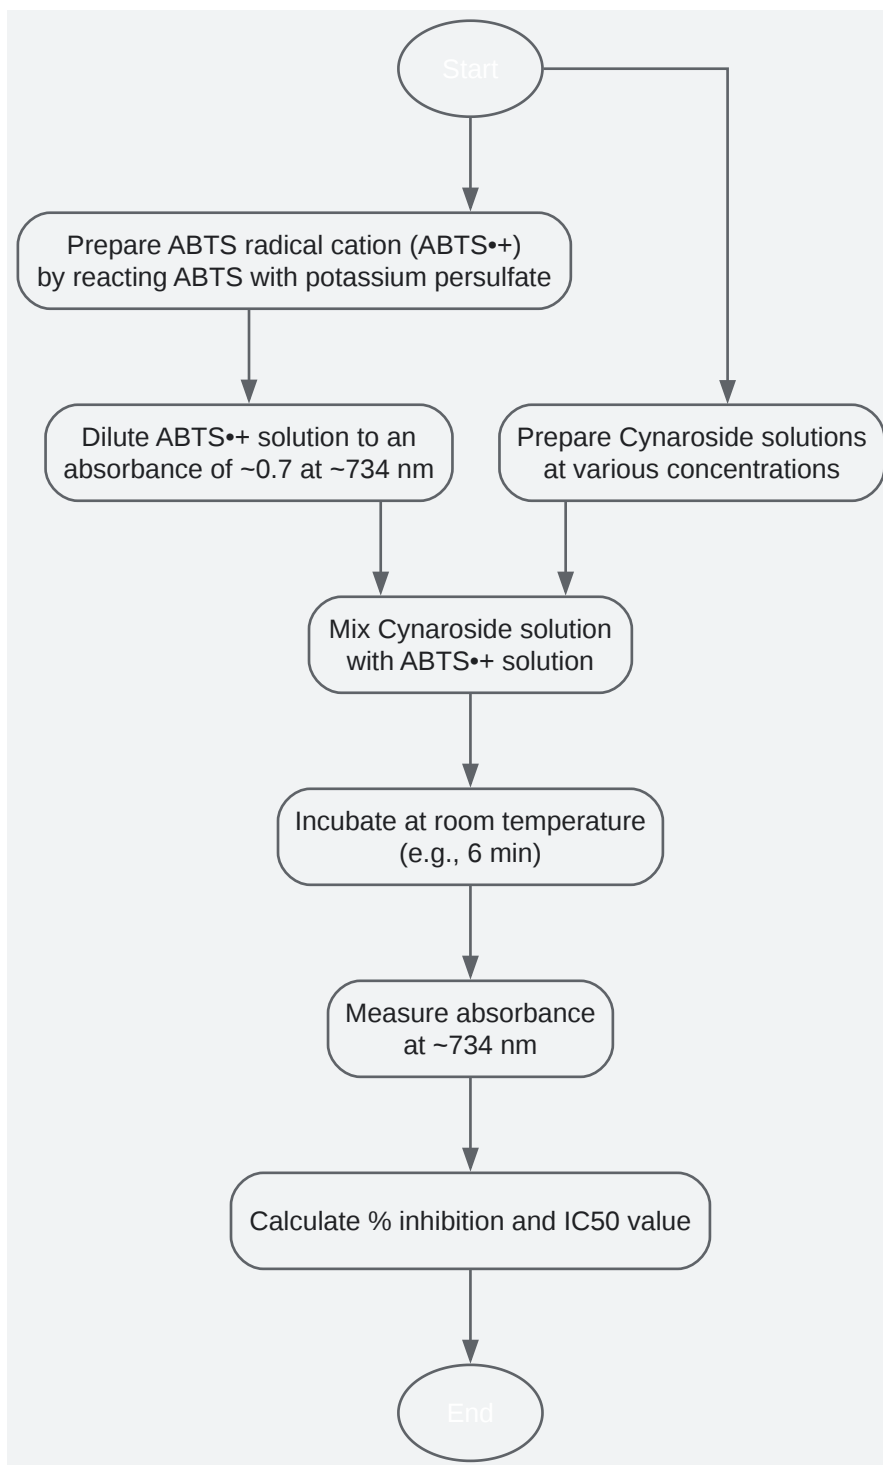 Start
Prepare ABTS radical cation (ABTS•+)
by reacting ABTS with potassium persulfate
Dilute ABTS•+ solution to an
absorbance of ~0.7 at ~734 nm
Prepare Cynaroside solutions
at various concentrations
Mix Cynaroside solution
with ABTS•+ solution
Incubate at room temperature
(e.g., 6 min)
Measure absorbance
at ~734 nm
Calculate % inhibition and IC50 value
End